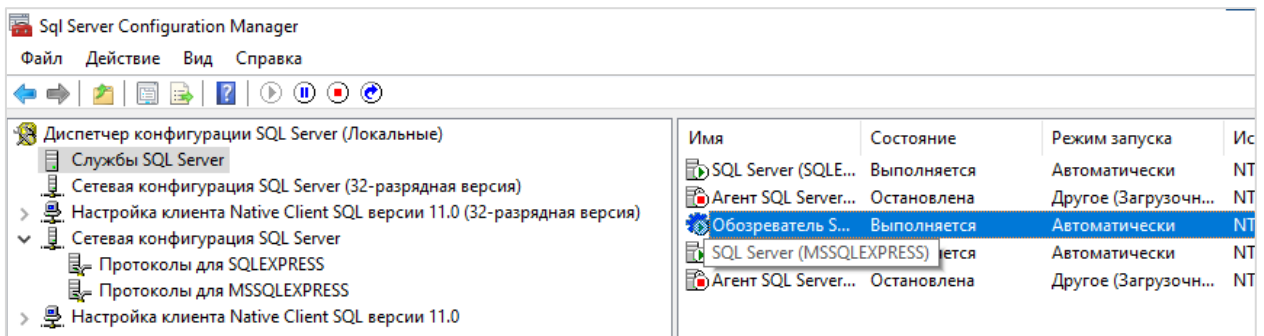 Sql Server Configuration Manager
Файл Действие Вид Справка
Диспетчер конфигурации SQL Server (Локальные)
Службы SQL Server
Сетевая конфигурация SQL Server (32-разрядная версия)
Настройка клиента Native Client SQL версии 11.0 (32-разрядная версия)
Сетевая конфигурация SQL Server
Протоколы для SQLEXPRESS
Протоколы для MSSQLEXPRESS
Настройка клиента Native Client SQL версии 11.0
Имя Состояние Режим запуска Ис
SQL Server (SQLE... Выполняется Автоматически NT
Агент SQL Server... Остановлена Другое (Загрузочн... NT
Обозреватель S... Выполняется Автоматически NT
SQL Server (MSSQLEXPRESS) ется Автоматически NT
Агент SQL Server... Остановлена Другое (Загрузочн... NT